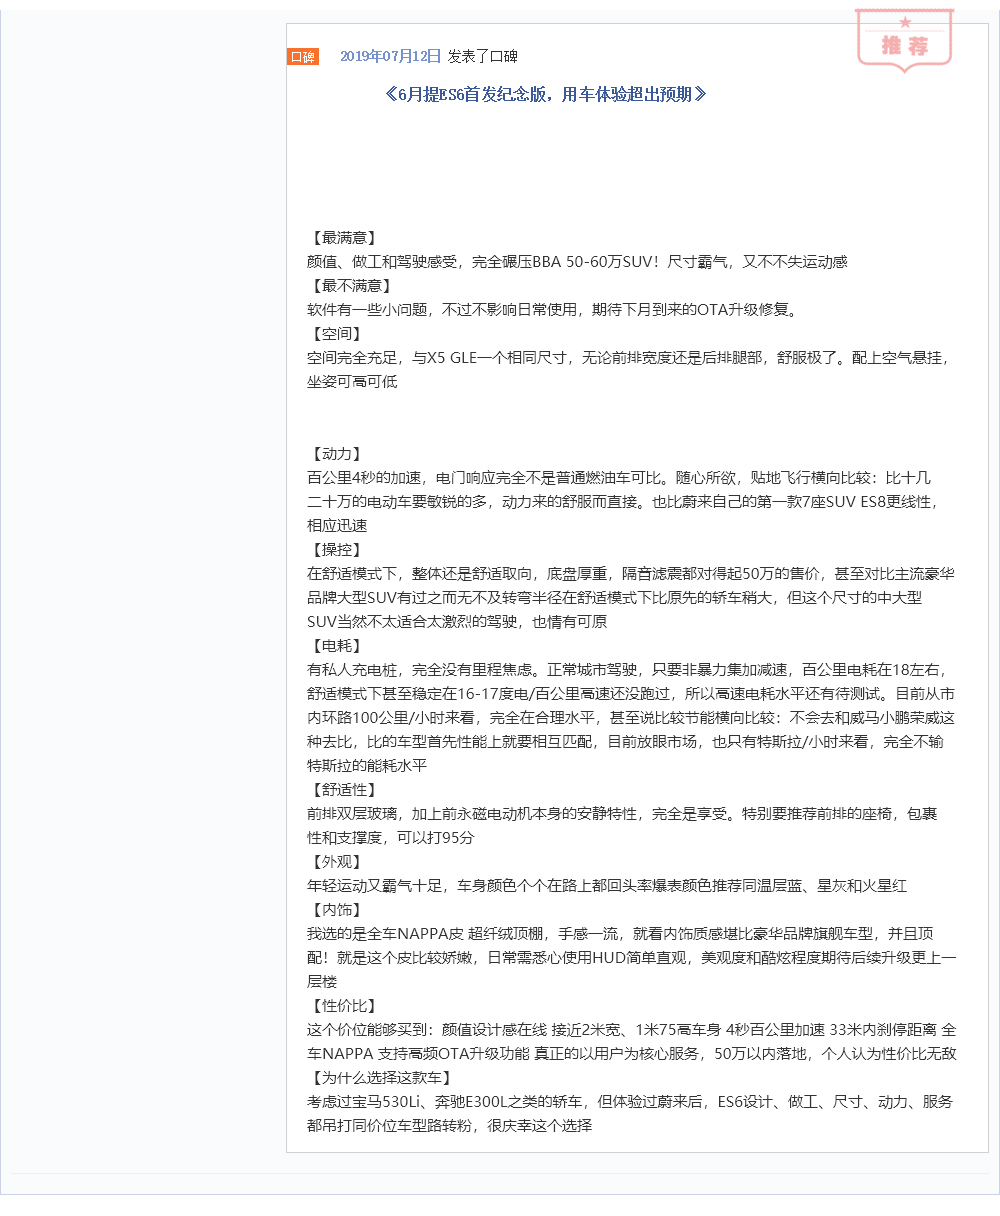 推荐
口碑 2019年07月12日 发表了口碑
《6月提ES6首发纪念版，用车体验超出预期》
【最满意】
颜值、做工和驾驶感受，完全碾压BBA 50-60万SUV！尺寸霸气，又不不失运动感
【最不满意】
软件有一些小问题，不过不影响日常使用，期待下月到来的OTA升级修复。
【空间】
空间完全充足，与X5 GLE一个相同尺寸，无论前排宽度还是后排腿部，舒服极了。配上空气悬挂，
坐姿可高可低
【动力】
百公里4秒的加速，电门响应完全不是普通燃油车可比。随心所欲，贴地飞行横向比较：比十几
二十万的电动车要敏锐的多，动力来的舒服而直接。也比蔚来自己的第一款7座SUV ES8更线性，
相应迅速
【操控】
在舒适模式下，整体还是舒适取向，底盘厚重，隔音滤震都对得起50万的售价，甚至对比主流豪华
品牌大型SUV有过之而无不及转弯半径在舒适模式下比原先的轿车稍大，但这个尺寸的中大型
SUV当然不太适合太激烈的驾驶，也情有可原
【电耗】
有私人充电桩，完全没有里程焦虑。正常城市驾驶，只要非暴力集加减速，百公里电耗在18左右，
舒适模式下甚至稳定在16-17度电/百公里高速还没跑过，所以高速电耗水平还有待测试。目前从市
内环路100公里/小时来看，完全在合理水平，甚至说比较节能横向比较：不会去和威马小鹏荣威这
种去比，比的车型首先性能上就要相互匹配，目前放眼市场，也只有特斯拉/小时来看，完全不输
特斯拉的能耗水平
【舒适性】
前排双层玻璃，加上前永磁电动机本身的安静特性，完全是享受。特别要推荐前排的座椅，包裹
性和支撑度，可以打95分
【外观】
年轻运动又霸气十足，车身颜色个个在路上都回头率爆表颜色推荐同温层蓝、星灰和火星红
【内饰】
我选的是全车NAPPA皮 超纤绒顶棚，手感一流，就看内饰质感堪比豪华品牌旗舰车型，并且顶
配！就是这个皮比较娇嫩，日常需悉心使用HUD简单直观，美观度和酷炫程度期待后续升级更上一
层楼
【性价比】
这个价位能够买到：颜值设计感在线 接近2米宽、1米75高车身 4秒百公里加速 33米内刹停距离 全
车NAPPA 支持高频OTA升级功能 真正的以用户为核心服务，50万以内落地，个人认为性价比无敌
【为什么选择这款车】
考虑过宝马530Li、奔驰E300L之类的轿车，但体验过蔚来后，ES6设计、做工、尺寸、动力、服务
都吊打同价位车型路转粉，很庆幸这个选择